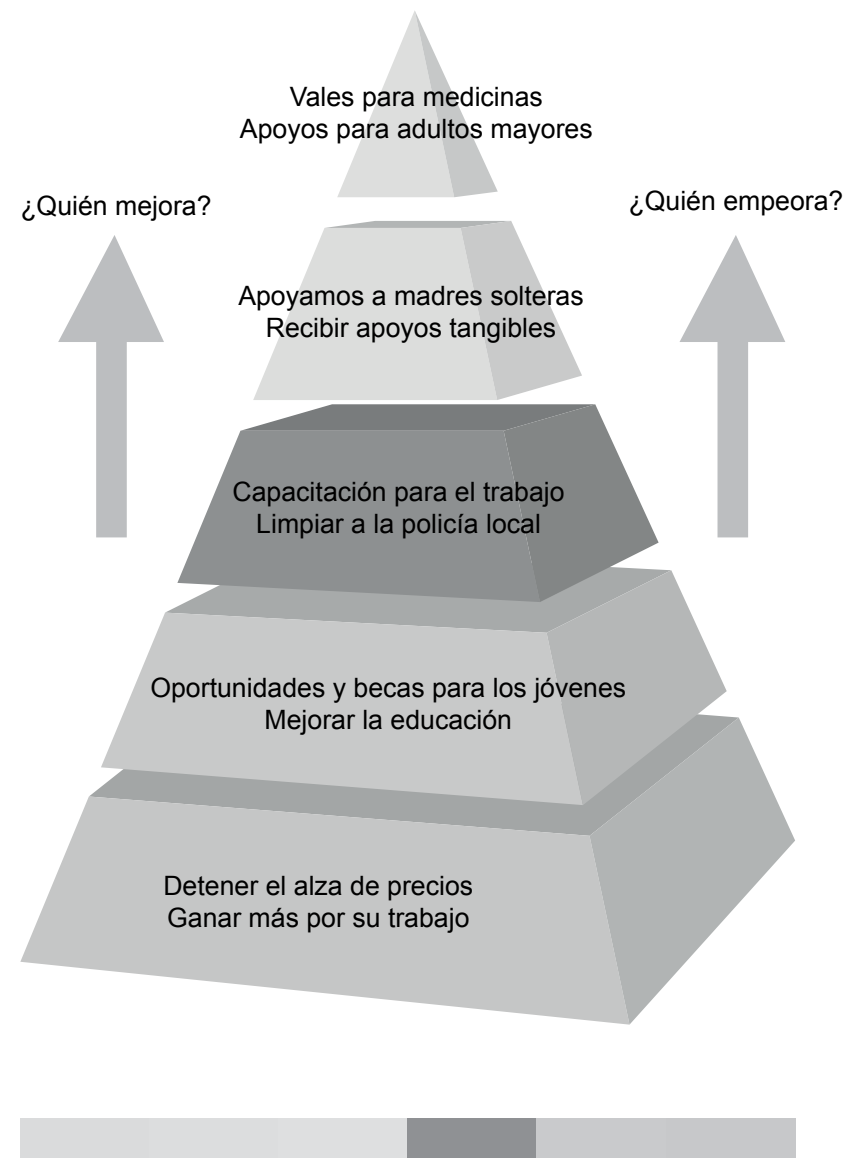 Vales para medicinas
Apoyos para adultos mayores
¿Quién mejora?
¿Quién empeora?
Apoyamos a madres solteras
Recibir apoyos tangibles
Capacitación para el trabajo
Limpiar a la policía local
Oportunidades y becas para los jóvenes
Mejorar la educación
Detener el alza de precios
Ganar más por su trabajo